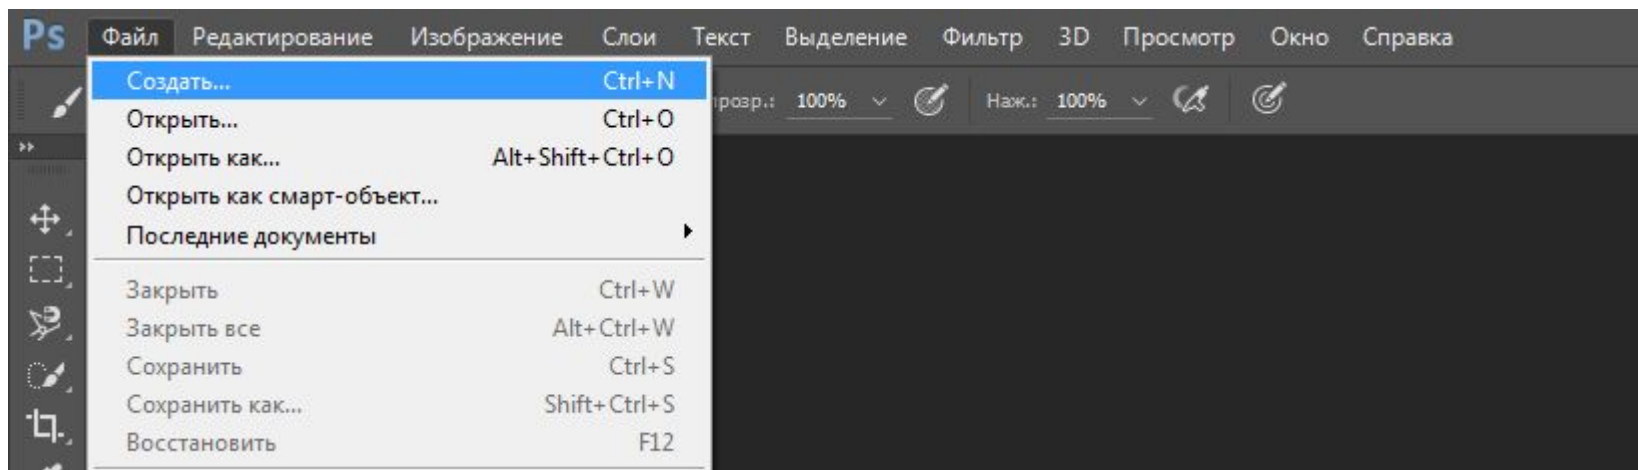 Ps Файл Редактирование Изображение Слои Текст Выделение Фильтр 3D Просмотр Окно Справка
Создать... Ctrl+N
прозр.: 100% Наж.: 100%
Открыть... Ctrl+O
Открыть как... Alt+Shift+Ctrl+O
Открыть как смарт-объект...
Последние документы
Закрыть Ctrl+W
Закрыть все Alt+Ctrl+W
Сохранить Ctrl+S
Сохранить как... Shift+Ctrl+S
Восстановить F12